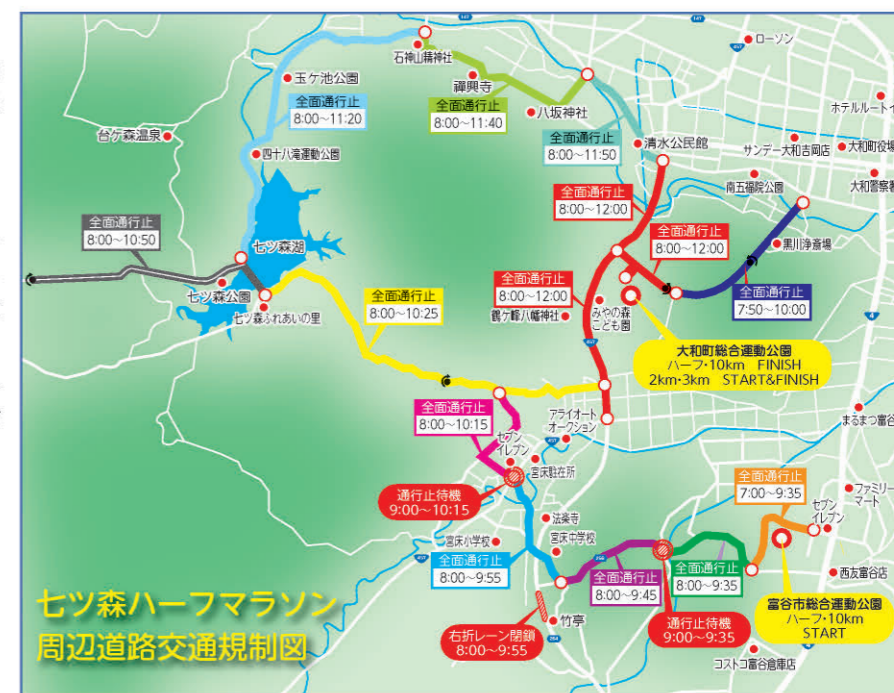 147
石神山精神社
457
147
ローソン
玉ケ池公園
禪興寺
全面通行止
8:00〜11:20
全面通行止
8:00〜11:40
八坂神社
ホテルルートイ
台ケ森温泉
四十八滝運動公園
全面通行止
8:00〜11:50
清水公民館
サンデー大和吉岡店
大和町役場
南五福院公園
大和警察署
全面通行止
8:00〜12:00
全面通行止
8:00〜10:50
七ツ森湖
全面通行止
8:00〜12:00
黒川浄斎場
七ツ森公園
七ツ森ふれあいの里
全面通行止
8:00〜10:25
全面通行止
8:00〜12:00
鶴ケ峰八幡神社
みやの森
こども園
全面通行止
7:50〜10:00
4
457
大和町総合運動公園
ハーフ・10km FINISH
2km・3km START&FINISH
全面通行止
8:00〜10:15
アライオート
オークション
まるまつ富谷
セブン
イレブン
457
宮床駐在所
通行止待機
9:00〜10:15
全面通行止
7:00〜9:35
ファミリー
マート
セブン
イレブン
法楽寺
宮床小学校
宮床中学校
457
全面通行止
8:00〜9:55
256
全面通行止
8:00〜9:45
全面通行止
8:00〜9:35
西友富谷店
七ツ森ハーフマラソン
周辺道路交通規制図
右折レーン閉鎖
8:00〜9:55
竹亭
264
通行止待機
9:00〜9:35
富谷市総合運動公園
ハーフ・10km
START
コストコ富谷倉庫店
4